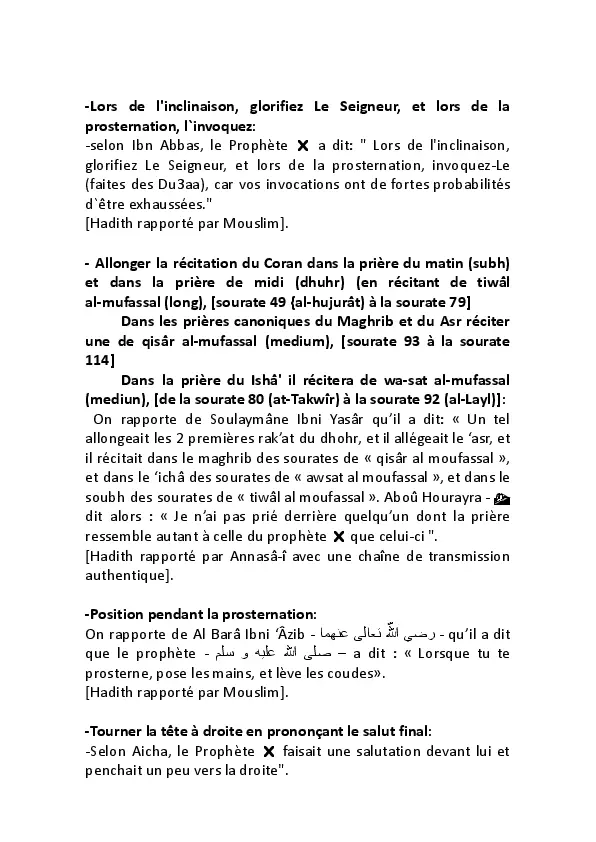 -Lors de l'inclinaison, glorifiez Le Seigneur, et lors de la
prosternation, l`invoquez:
-selon Ibn Abbas, le Prophète a dit: " Lors de l'inclinaison,
glorifiez Le Seigneur, et lors de la prosternation, invoquez-Le
(faites des Du3aa), car vos invocations ont de fortes probabilités
d`être exhaussées."
[Hadith rapporté par Mouslim].
- Allonger la récitation du Coran dans la prière du matin (subh)
et dans la prière de midi (dhuhr) (en récitant de tiwâl
al-mufassal (long), [sourate 49 {al-hujurât) à la sourate 79]
Dans les prières canoniques du Maghrib et du Asr réciter
une de qisâr al-mufassal (medium), [sourate 93 à la sourate
114]
Dans la prière du Ishâ' il récitera de wa-sat al-mufassal
(mediun), [de la sourate 80 (at-Takwîr) à la sourate 92 (al-Layl)]:
On rapporte de Soulaymâne Ibni Yasâr qu’il a dit: « Un tel
allongeait les 2 premières rak’at du dhohr, et il allégeait le ‘asr, et
il récitait dans le maghrib des sourates de « qisâr al moufassal »,
et dans le ‘ichâ des sourates de « awsat al moufassal », et dans le
soubh des sourates de « tiwâl al moufassal ». Aboû Hourayra -
dit alors : « Je n’ai pas prié derrière quelqu’un dont la prière
ressemble autant à celle du prophète que celui-ci ".
[Hadith rapporté par Annasâ-î avec une chaîne de transmission
authentique].
-Position pendant la prosternation:
On rapporte de Al Barâ Ibni ‘Âzib - رضي الله تعالى عنهما - qu’il a dit
que le prophète - صلى الله عليه و سلم – a dit : « Lorsque tu te
prosterne, pose les mains, et lève les coudes».
[Hadith rapporté par Mouslim].
-Tourner la tête à droite en prononçant le salut final:
-Selon Aicha, le Prophète faisait une salutation devant lui et
penchait un peu vers la droite".